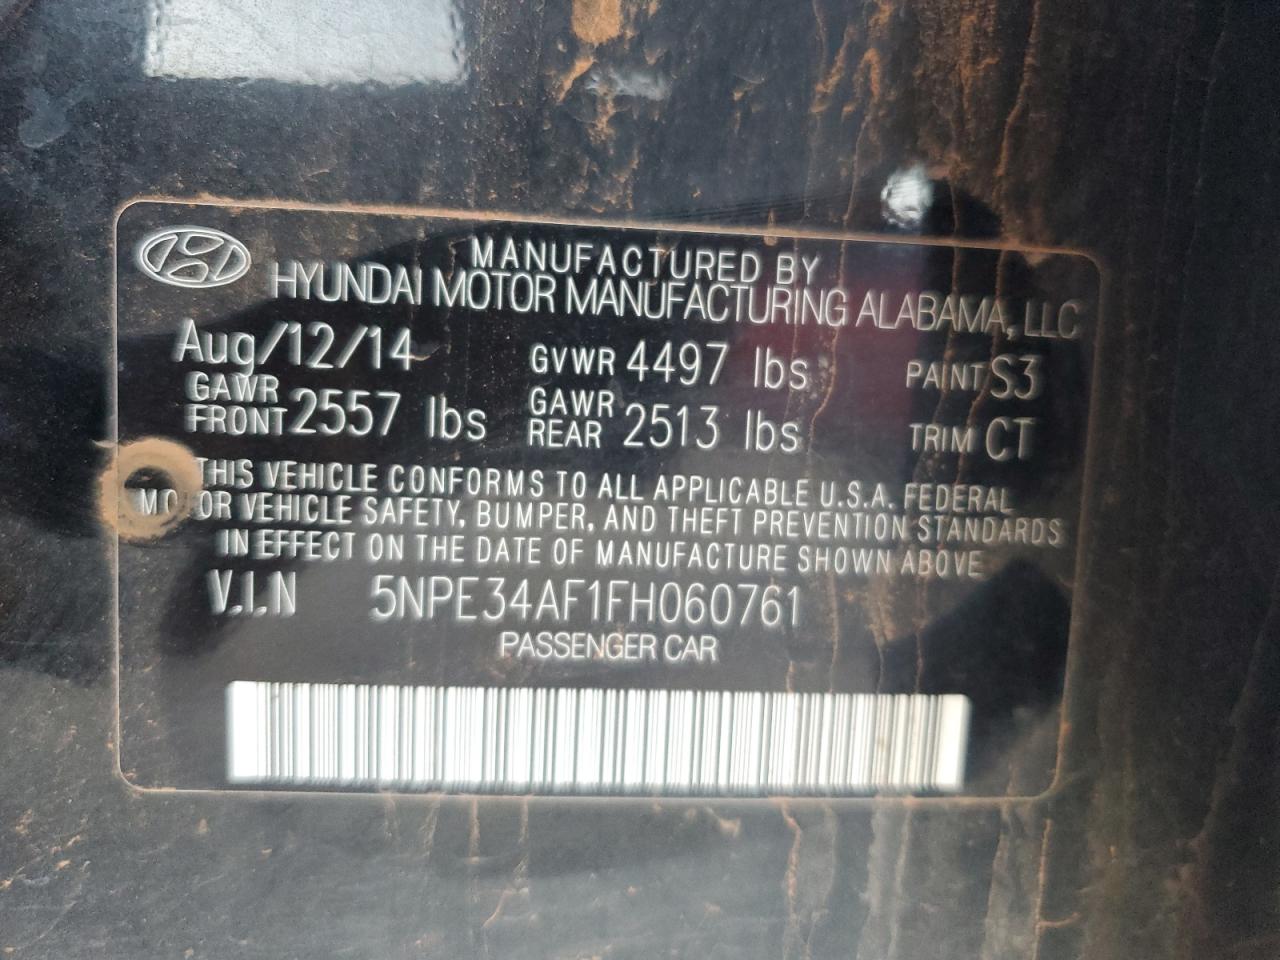 MANUFACTURED BY
HYUNDAI MOTOR MANUFACTURING ALABAMA, LLC
Aug/12/14 GVWR 4497 lbs PAINT S3
GAWR FRONT 2557 lbs GAWR REAR 2513 lbs TRIM CT
THIS VEHICLE CONFORMS TO ALL APPLICABLE U.S.A. FEDERAL
MOTOR VEHICLE SAFETY, BUMPER, AND THEFT PREVENTION STANDARDS
IN EFFECT ON THE DATE OF MANUFACTURE SHOWN ABOVE
V.I.N 5NPE34AF1FH060761
PASSENGER CAR